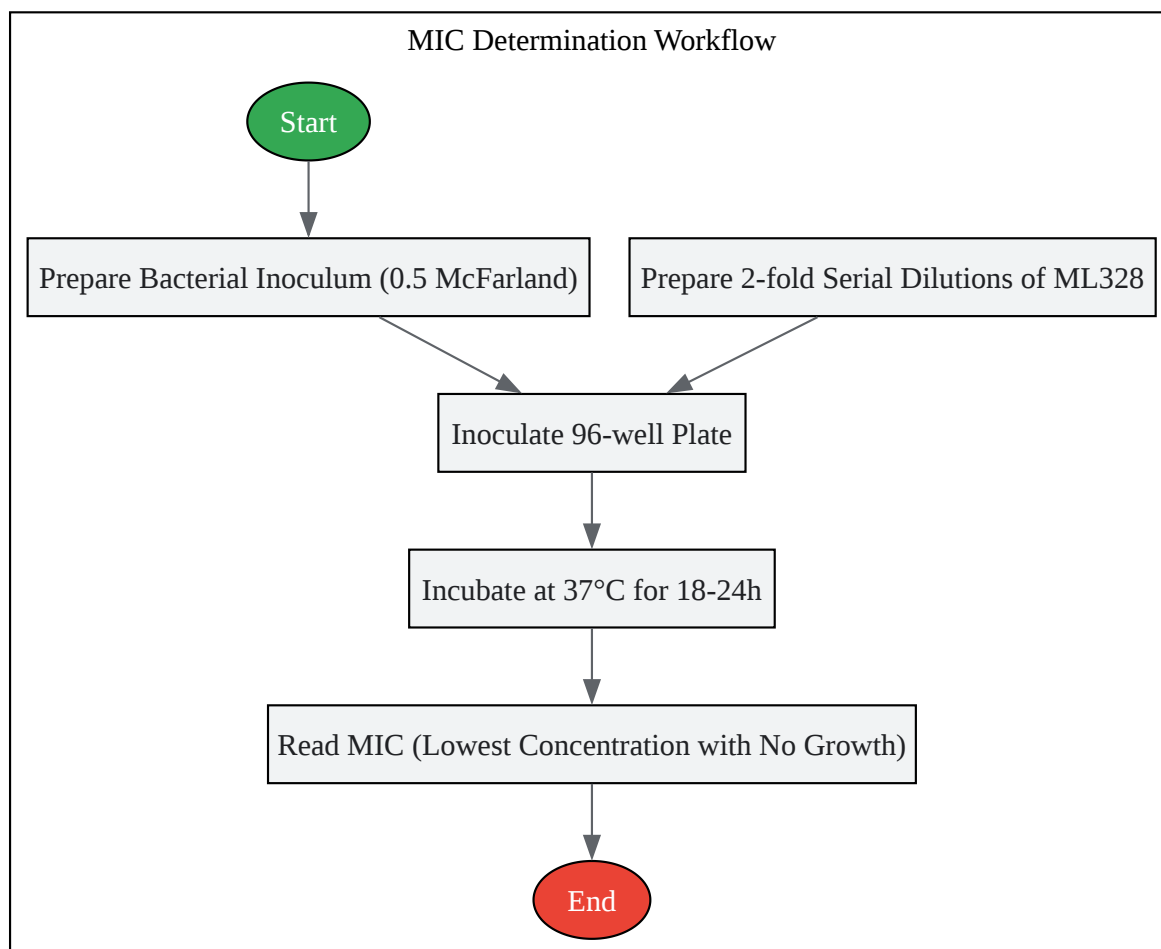 MIC Determination Workflow
Start
Prepare Bacterial Inoculum (0.5 McFarland)
Prepare 2-fold Serial Dilutions of ML328
Inoculate 96-well Plate
Incubate at 37°C for 18-24h
Read MIC (Lowest Concentration with No Growth)
End